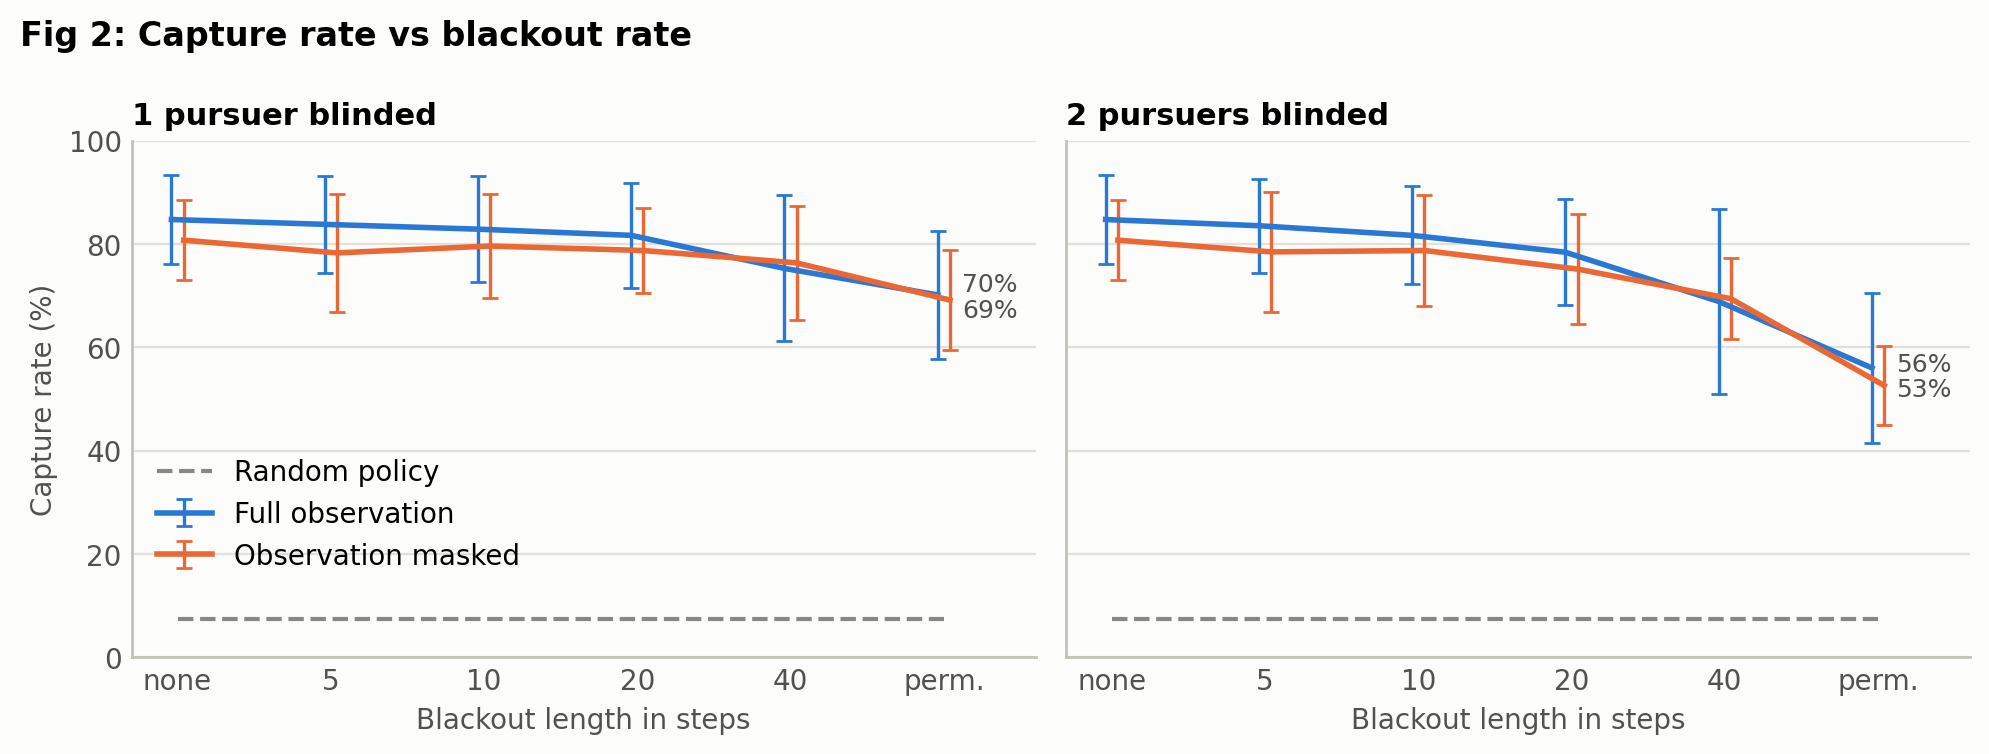 Fig 2: Capture rate vs blackout rate
1 pursuer blinded
2 pursuers blinded
Capture rate (%)
100
80
60
40
20
0
70%
69%
56%
53%
Random policy
Full observation
Observation masked
none 5 10 20 40 perm.
none 5 10 20 40 perm.
Blackout length in steps
Blackout length in steps